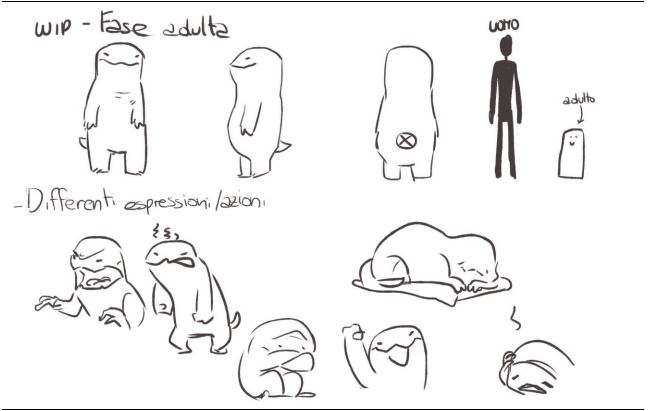 WIP - Fase adulta
UOMO
adulto
- Differenti espressioni/azioni